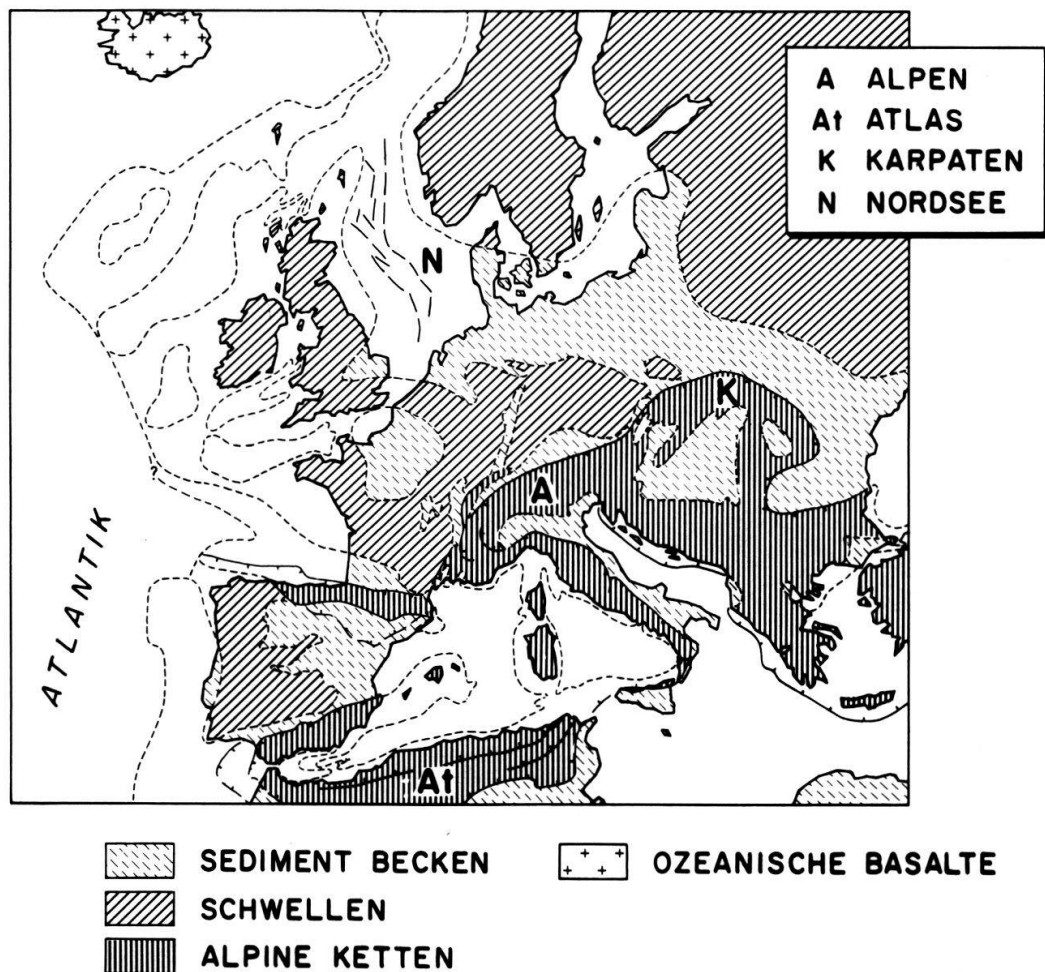 A ALPEN
At ATLAS
K KARPATEN
N NORDSEE
N
K
A
ATLANTIK
At
SEDIMENT BECKEN
OZEANISCHE BASALTE
SCHWELLEN
ALPINE KETTEN